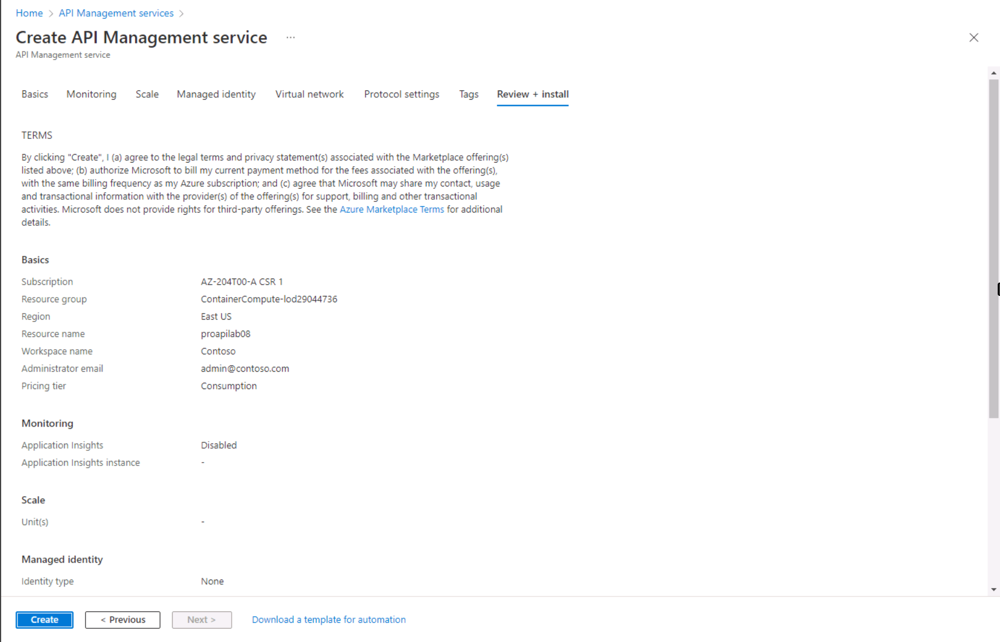 Home > API Management services >
Create API Management service ...
API Management service
Basics Monitoring Scale Managed identity Virtual network Protocol settings Tags Review + install
TERMS
By clicking "Create", I (a) agree to the legal terms and privacy statement(s) associated with the Marketplace offering(s)
listed above; (b) authorize Microsoft to bill my current payment method for the fees associated with the offering(s),
with the same billing frequency as my Azure subscription; and (c) agree that Microsoft may share my contact, usage
and transactional information with the provider(s) of the offering(s) for support, billing and other transactional
activities. Microsoft does not provide rights for third-party offerings. See the Azure Marketplace Terms for additional
details.
Basics
Subscription AZ-204T00-A CSR 1
Resource group ContainerCompute-lod29044736
Region East US
Resource name proapilab08
Workspace name Contoso
Administrator email admin@contoso.com
Pricing tier Consumption
Monitoring
Application Insights Disabled
Application Insights instance -
Scale
Unit(s) -
Managed identity
Identity type None
Create < Previous Next > Download a template for automation